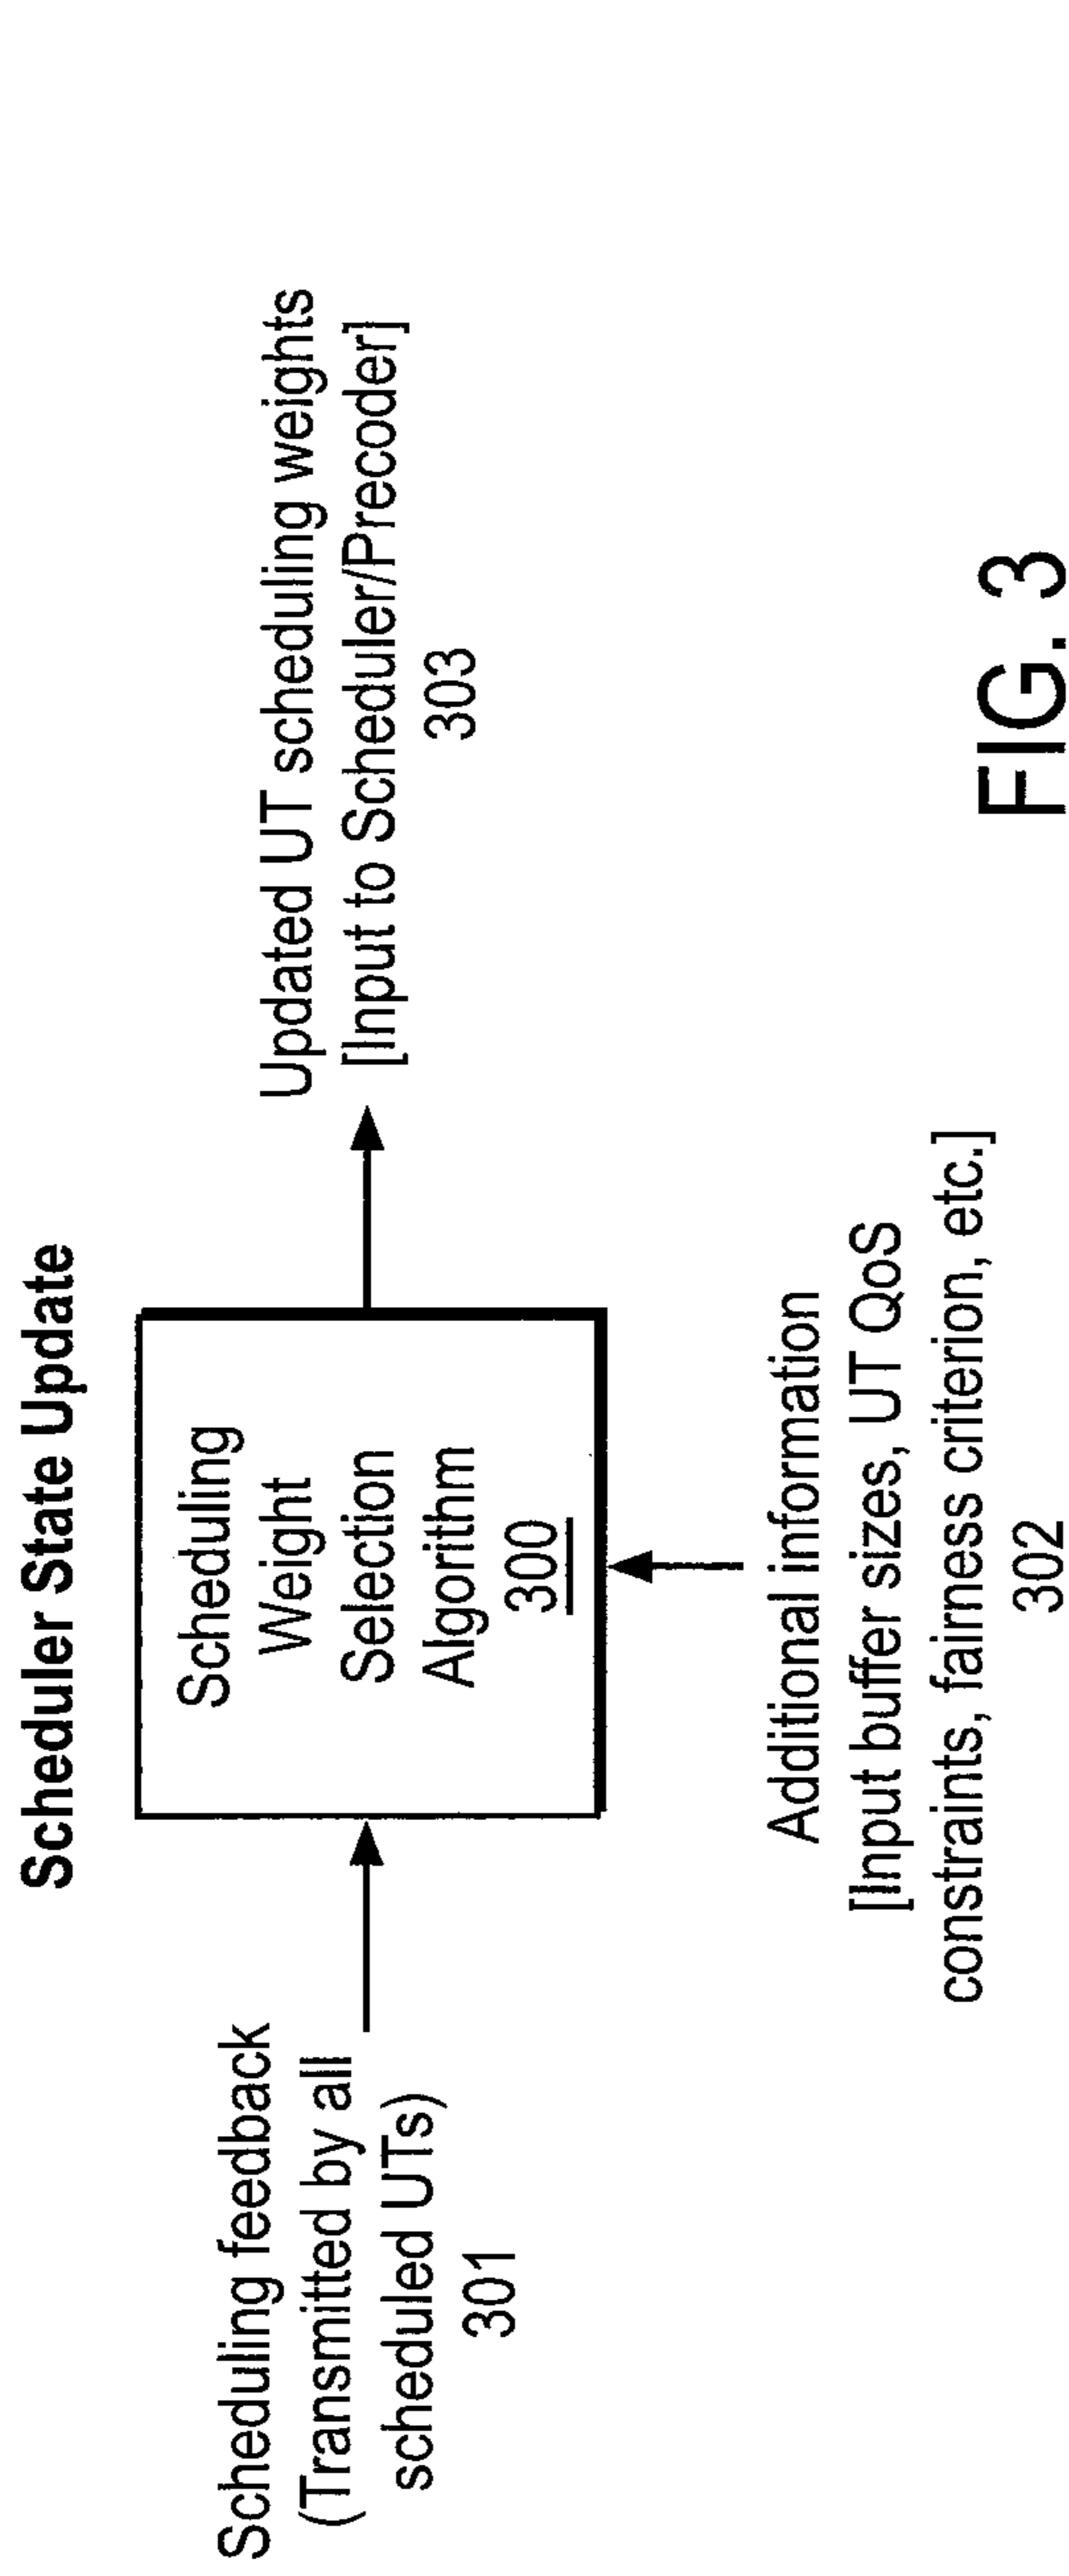 Scheduler State Update
Scheduling feedback
(Transmitted by all
scheduled UTs)
301
Scheduling
Weight
Selection
Algorithm
300
Updated UT scheduling weights
[Input to Scheduler/Precoder]
303
Additional information
[Input buffer sizes, UT QoS
constraints, fairness criterion, etc.]
302
FIG. 3